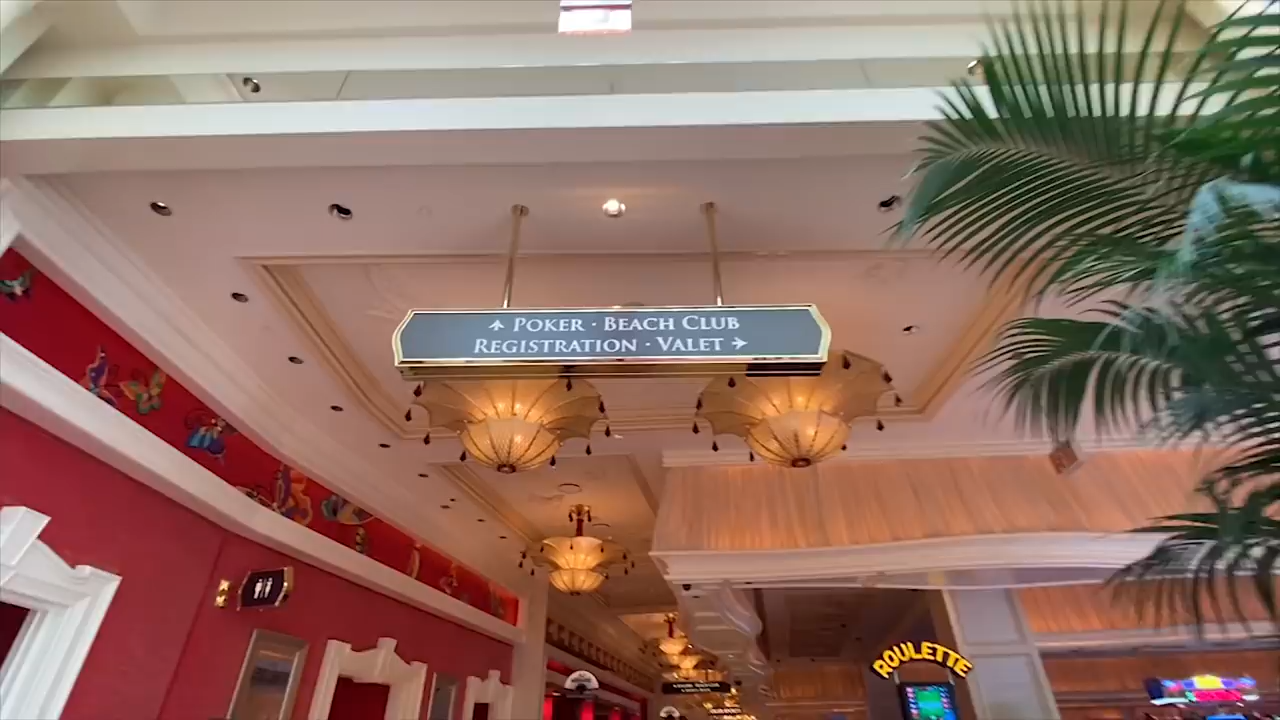 ↑ POKER · BEACH CLUB
REGISTRATION · VALET →
ROULETTE